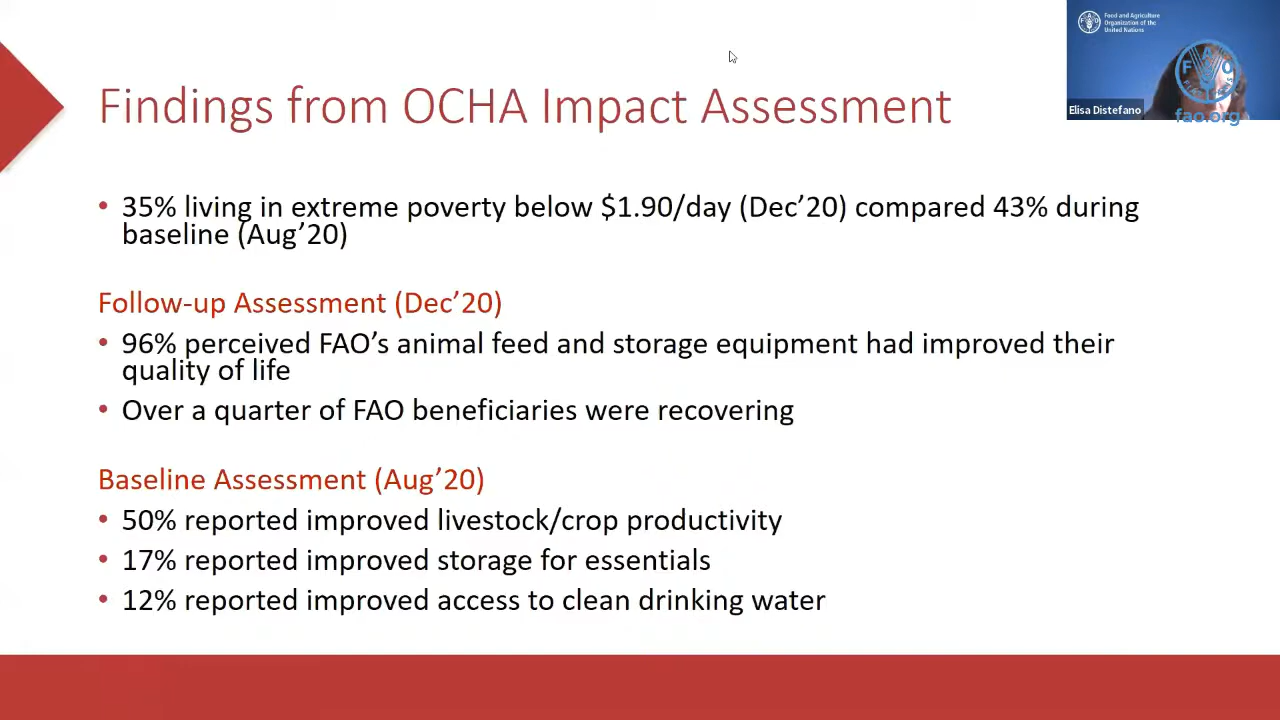 Food and Agriculture
Organization of the
United Nations
FAO
fao.org
Elisa Distefano
Findings from OCHA Impact Assessment
• 35% living in extreme poverty below $1.90/day (Dec’20) compared 43% during
baseline (Aug’20)
Follow-up Assessment (Dec’20)
• 96% perceived FAO’s animal feed and storage equipment had improved their
quality of life
• Over a quarter of FAO beneficiaries were recovering
Baseline Assessment (Aug’20)
• 50% reported improved livestock/crop productivity
• 17% reported improved storage for essentials
• 12% reported improved access to clean drinking water